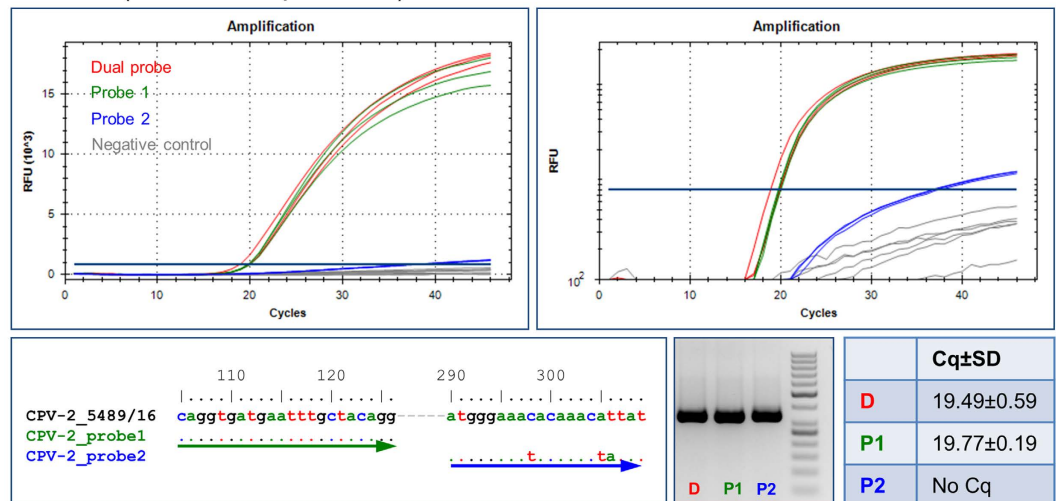 Amplification
RFU (10^3)
15
10
5
0
Dual probe
Probe 1
Probe 2
Negative control
0 10 20 30 40
Cycles
Amplification
RFU
10^2
0 10 20 30 40
Cycles
110 120 290 300
CPV-2_5489/16 caggtgatgaatttgctacagg------atgggaaacacaaacattat
CPV-2_probe1 ......................
CPV-2_probe2 ........t......ta...
D P1 P2
Cq±SD
D 19.49±0.59
P1 19.77±0.19
P2 No Cq